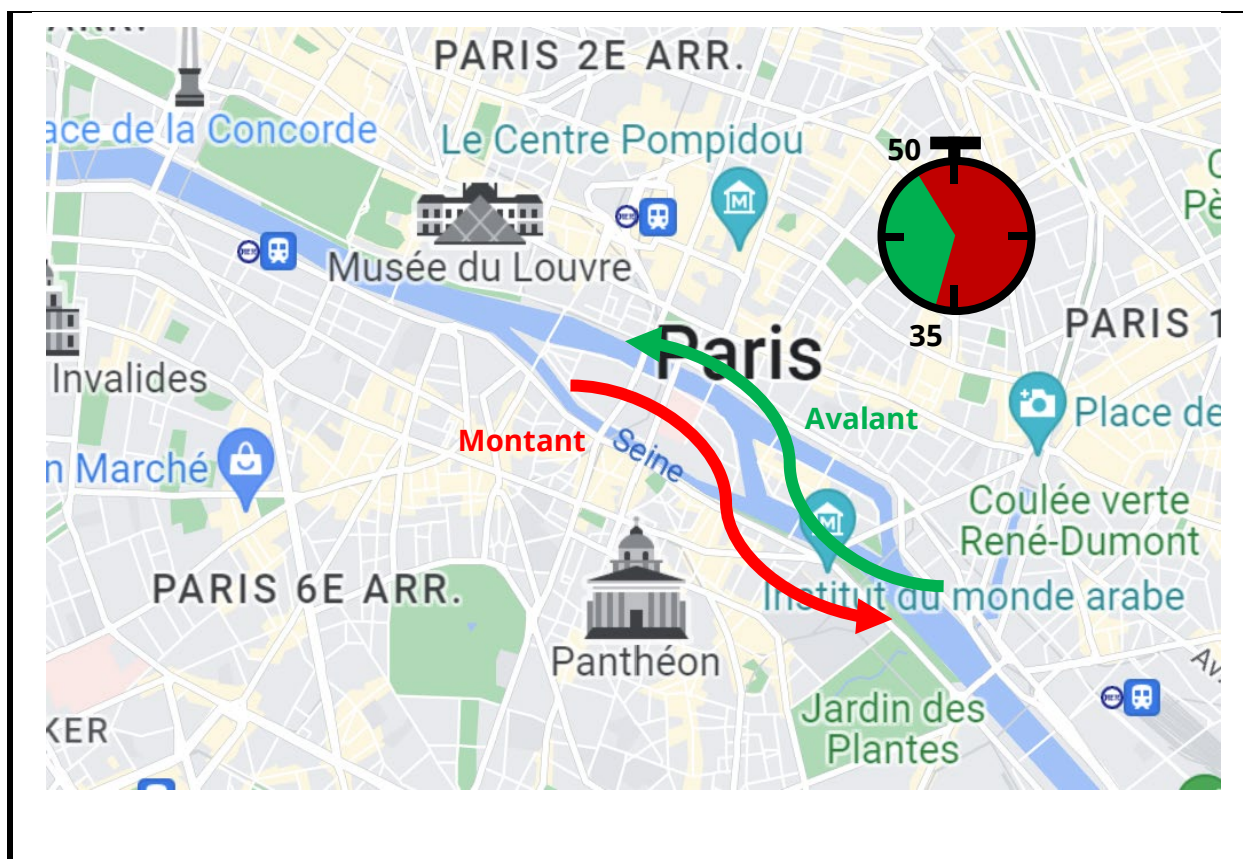 PARIS 2E ARR.
ace de la Concorde
Le Centre Pompidou
50
Musée du Louvre
35
PARIS 1
Paris
Invalides
Place de
Avalant
Montant
Seine
n Marché
Coulée verte
René-Dumont
PARIS 6E ARR.
Institut du monde arabe
Panthéon
Jardin des
Plantes
KER